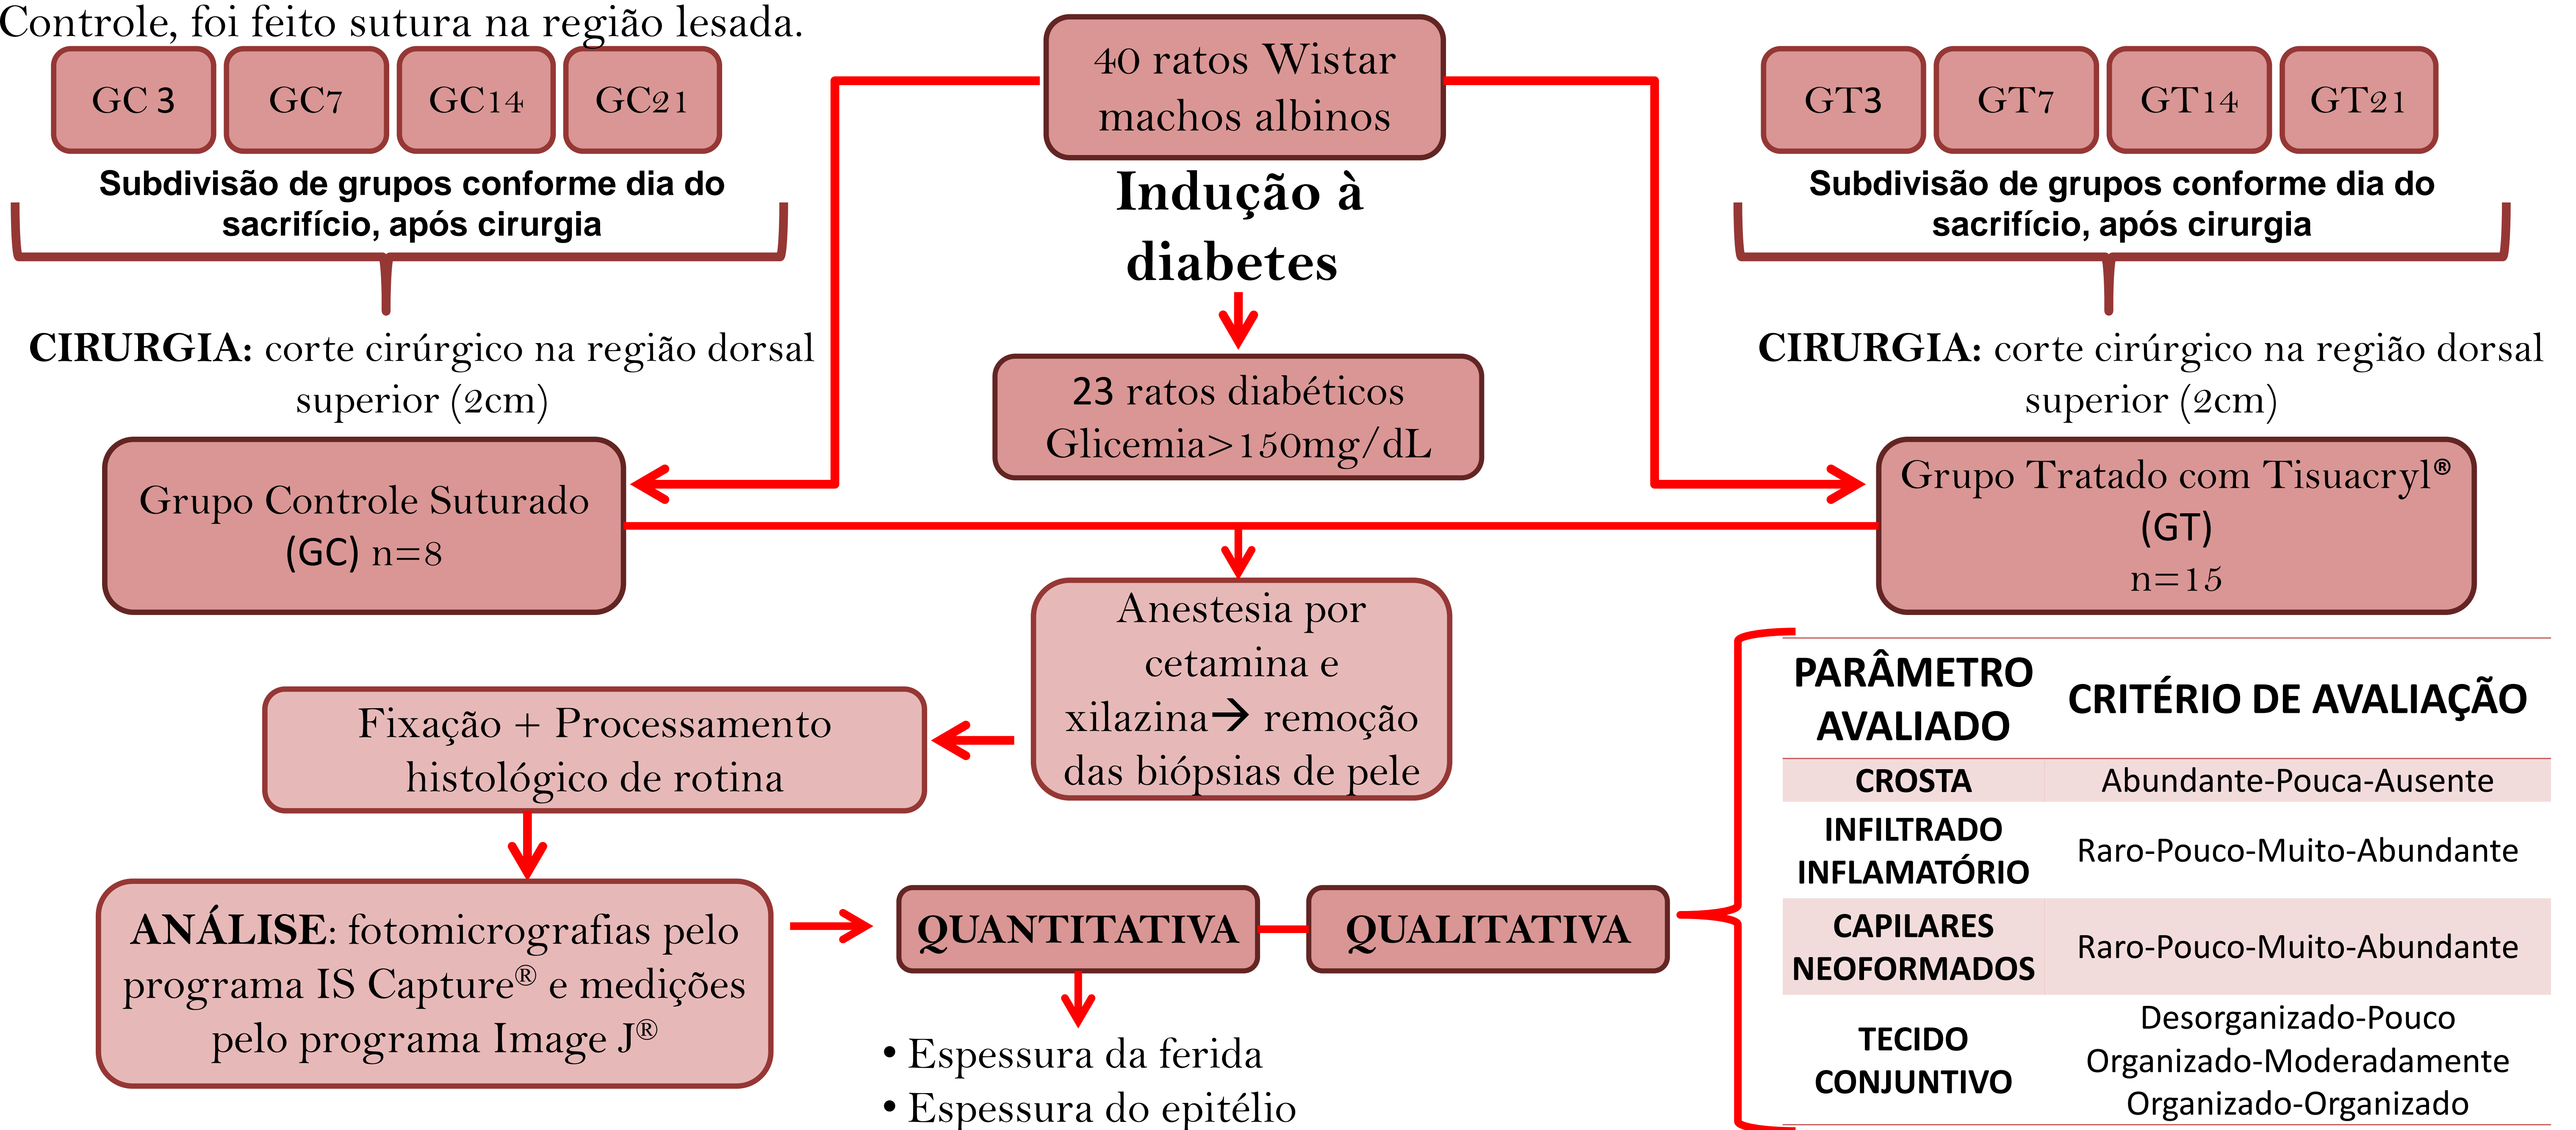 Controle, foi feito sutura na região lesada.
GC 3
GC7
GC14
GC21
Subdivisão de grupos conforme dia do
sacrifício, após cirurgia
CIRURGIA: corte cirúrgico na região dorsal
superior (2cm)
Grupo Controle Suturado
(GC) n=8
40 ratos Wistar
machos albinos
Indução à
diabetes
23 ratos diabéticos
Glicemia>150mg/dL
GT3
GT7
GT14
GT21
Subdivisão de grupos conforme dia do
sacrifício, após cirurgia
CIRURGIA: corte cirúrgico na região dorsal
superior (2cm)
Grupo Tratado com Tisuacryl®
(GT)
n=15
Anestesia por
cetamina e
xilazina→ remoção
das biópsias de pele
Fixação + Processamento
histológico de rotina
ANÁLISE: fotomicrografias pelo
programa IS Capture® e medições
pelo programa Image J®
QUANTITATIVA
QUALITATIVA
• Espessura da ferida
• Espessura do epitélio
PARÂMETRO
AVALIADO
CRITÉRIO DE AVALIAÇÃO
CROSTA
Abundante-Pouca-Ausente
INFILTRADO
INFLAMATÓRIO
Raro-Pouco-Muito-Abundante
CAPILARES
NEOFORMADOS
Raro-Pouco-Muito-Abundante
TECIDO
CONJUNTIVO
Desorganizado-Pouco
Organizado-Moderadamente
Organizado-Organizado